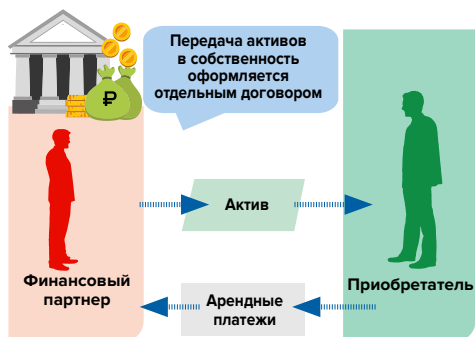 Передача активов
в собственность
оформляется
отдельным договором
₽
Актив
Финансовый
партнер
Приобретатель
Арендные
платежи